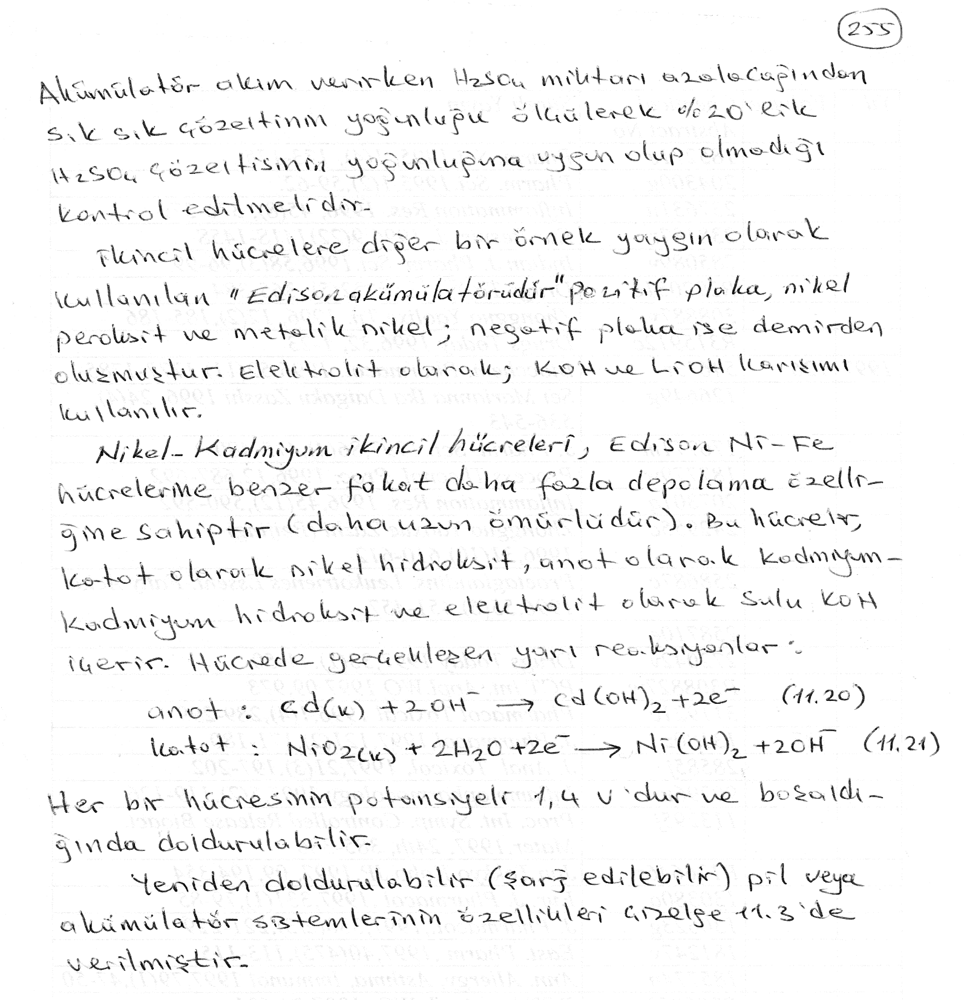 255
Akümülatör akım verirken H₂SO₄ miktarı azalacağından
sık sık çözeltinin yoğunluğu ölçülerek %20'lik
H₂SO₄ çözeltisinin yoğunluğuna uygun olup olmadığı
kontrol edilmelidir.
İkincil hücrelere diğer bir örnek yaygın olarak
kullanılan "Edison akümülatörüdür" Pozitif plaka, nikel
peroksit ve metalik nikel; negatif plaka ise demirden
oluşmuştur. Elektrolit olarak; KOH ve LiOH karışımı
kullanılır.
Nikel-Kadmiyum ikincil hücreleri, Edison Ni-Fe
hücrelerine benzer fakat daha fazla depolama özelli-
ğine sahiptir (daha uzun ömürlüdür). Bu hücreler,
katot olarak nikel hidroksit, anot olarak kadmiyum-
kadmiyum hidroksit ve elektrolit olarak sulu KOH
içerir. Hücrede gerçekleşen yarı reaksiyonlar:
anot: Cd(k) + 2OH⁻ → Cd(OH)₂ + 2e⁻ (11.20)
katot: NiO₂(k) + 2H₂O + 2e⁻ → Ni(OH)₂ + 2OH⁻ (11.21)
Her bir hücresinin potansiyeli 1,4 V'dur ve boşaldı-
ğında doldurulabilir.
Yeniden doldurulabilir (şarj edilebilir) pil veya
akümülatör sistemlerinin özellikleri Çizelge 11.3'de
verilmiştir.